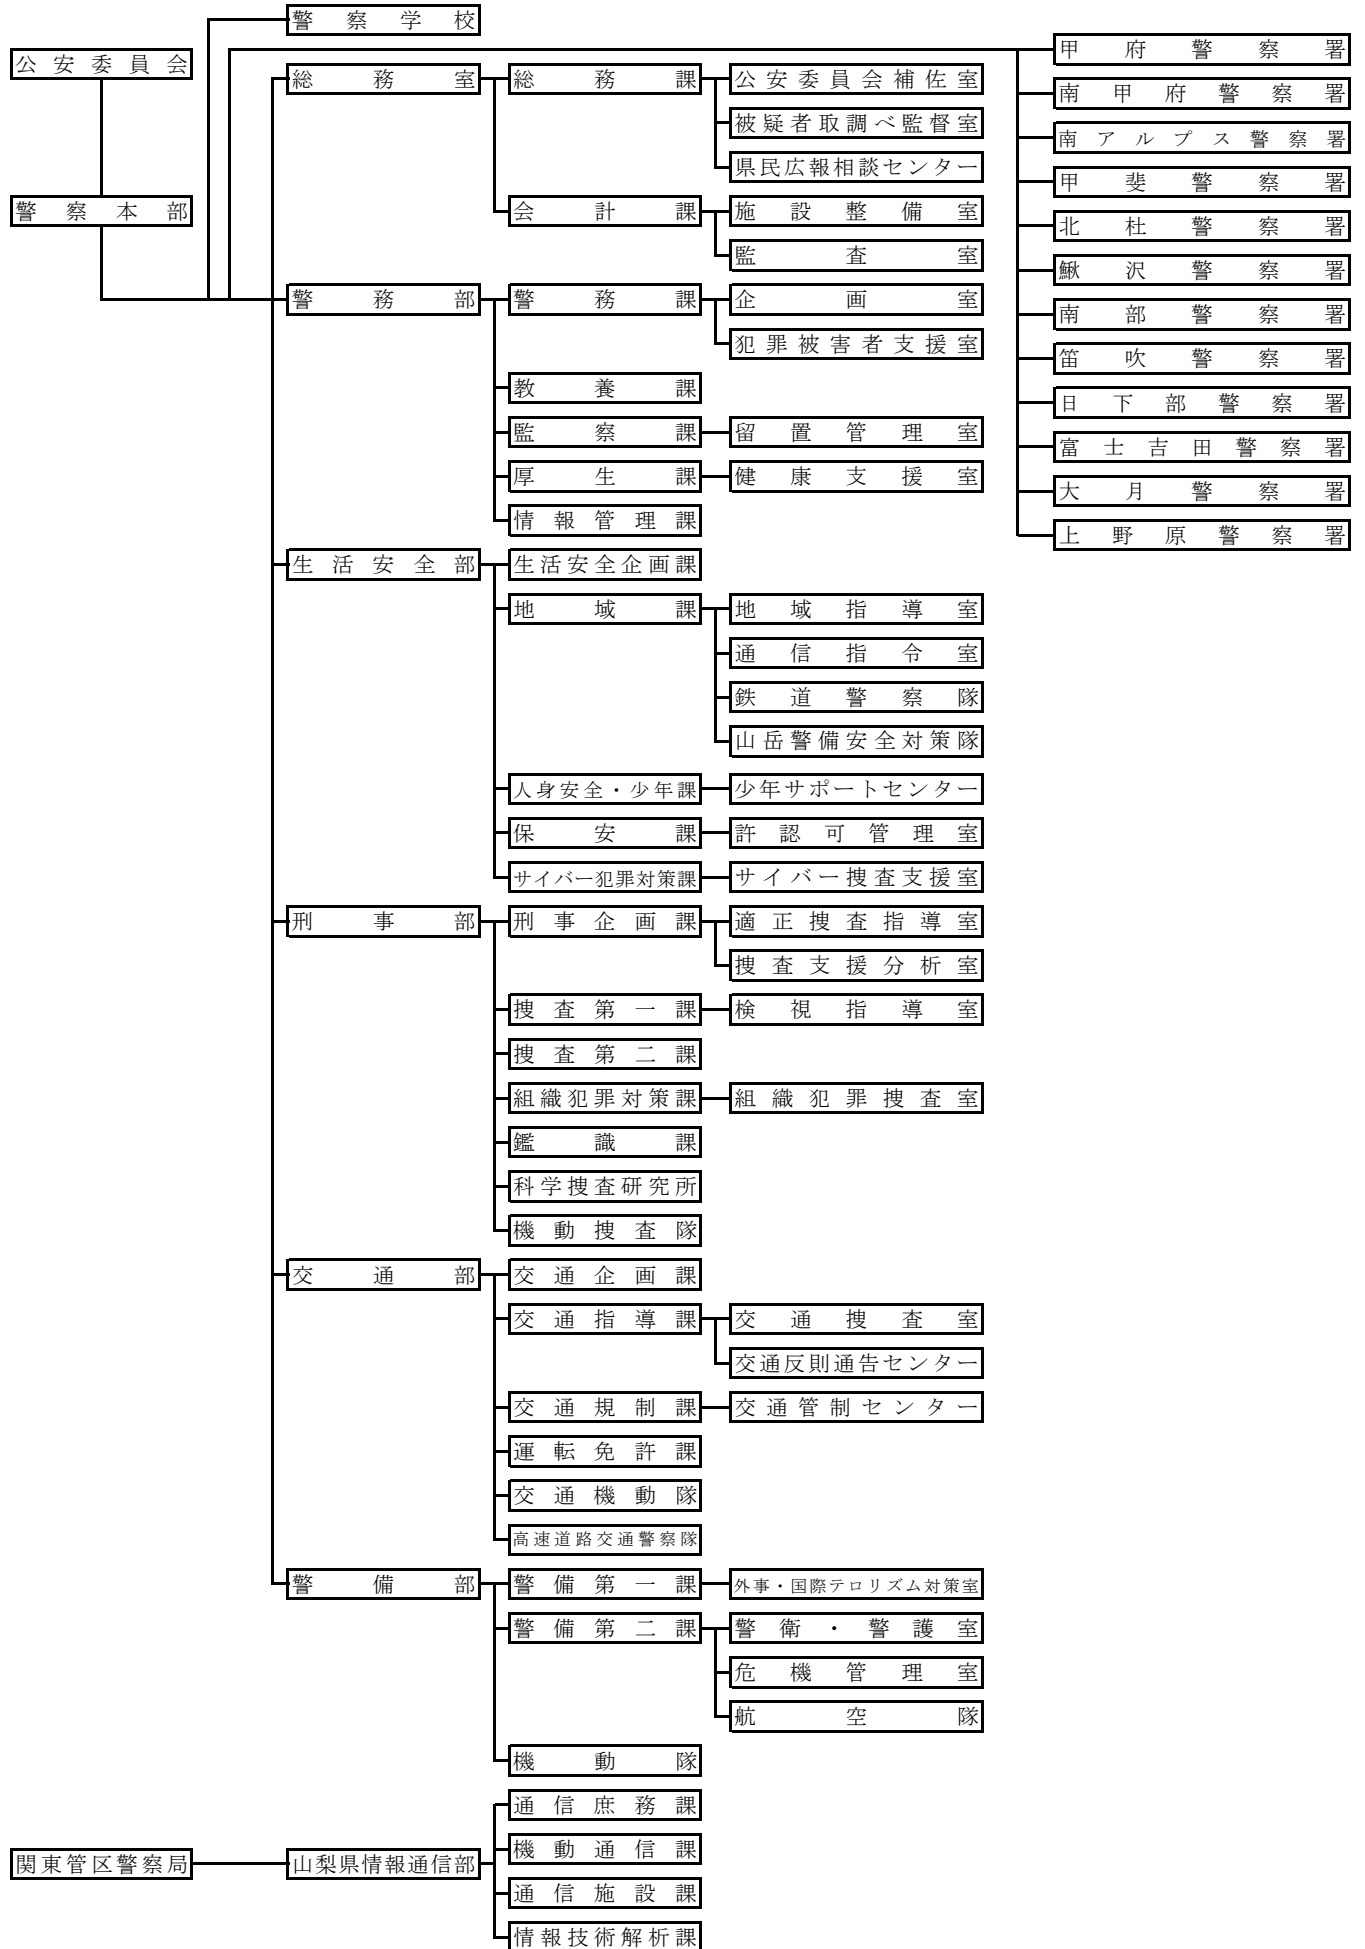 警察学校
公安委員会
甲府警察署
総務室 総務課 公安委員会補佐室
南甲府警察署
被疑者取調べ監督室
南アルプス警察署
県民広報相談センター
甲斐警察署
警察本部 会計課 施設整備室
北杜警察署
監査室
鰍沢警察署
警務部 警務課 企画室
南部警察署
犯罪被害者支援室
笛吹警察署
教養課
日下部警察署
監察課 留置管理室
富士吉田警察署
厚生課 健康支援室
大月警察署
情報管理課
上野原警察署
生活安全部 生活安全企画課
地域課 地域指導室
通信指令室
鉄道警察隊
山岳警備安全対策隊
人身安全・少年課 少年サポートセンター
保安課 許認可管理室
サイバー犯罪対策課 サイバー捜査支援室
刑事部 刑事企画課 適正捜査指導室
捜査支援分析室
捜査第一課 検視指導室
捜査第二課
組織犯罪対策課 組織犯罪捜査室
鑑識課
科学捜査研究所
機動捜査隊
交通部 交通企画課
交通指導課 交通捜査室
交通反則通告センター
交通規制課 交通管制センター
運転免許課
交通機動隊
高速道路交通警察隊
警備部 警備第一課 外事・国際テロリズム対策室
警備第二課 警衛・警護室
危機管理室
航空隊
機動隊
通信庶務課
機動通信課
関東管区警察局 山梨県情報通信部
通信施設課
情報技術解析課